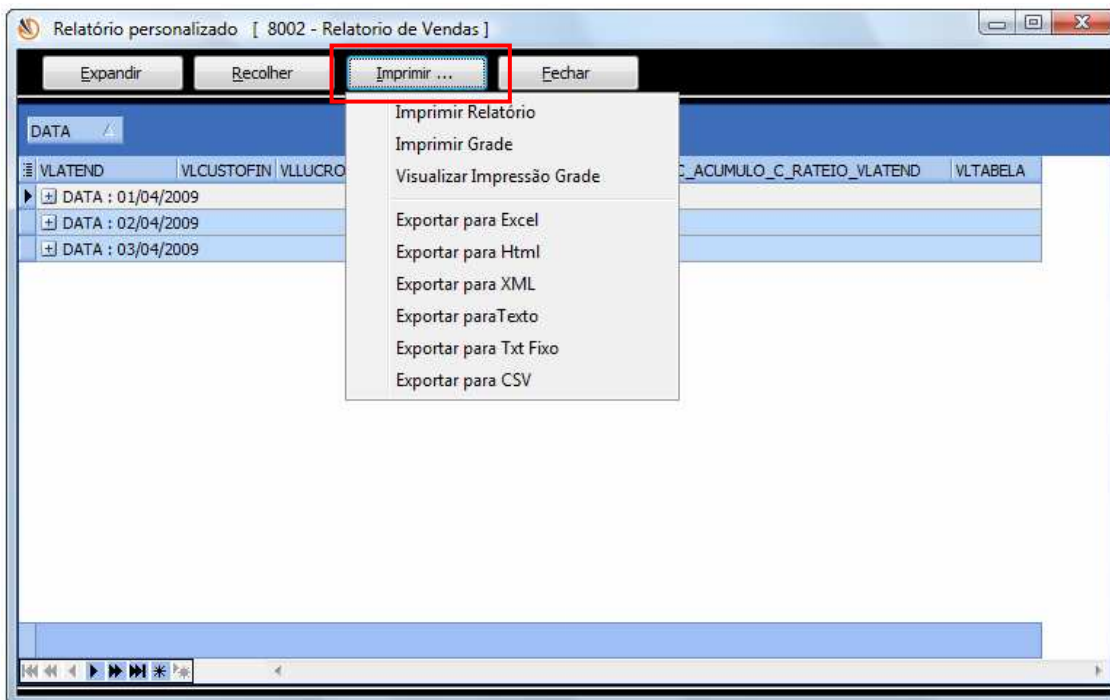 Relatório personalizado [ 8002 - Relatorio de Vendas ]
Expandir Recolher Imprimir ... Fechar
Imprimir Relatório
Imprimir Grade
Visualizar Impressão Grade
Exportar para Excel
Exportar para Html
Exportar para XML
Exportar paraTexto
Exportar para Txt Fixo
Exportar para CSV
DATA
VLATEND VLCUSTOFIN VLLUCRO C_ACUMULO_C_RATEIO_VLATEND VLTABELA
DATA : 01/04/2009
DATA : 02/04/2009
DATA : 03/04/2009